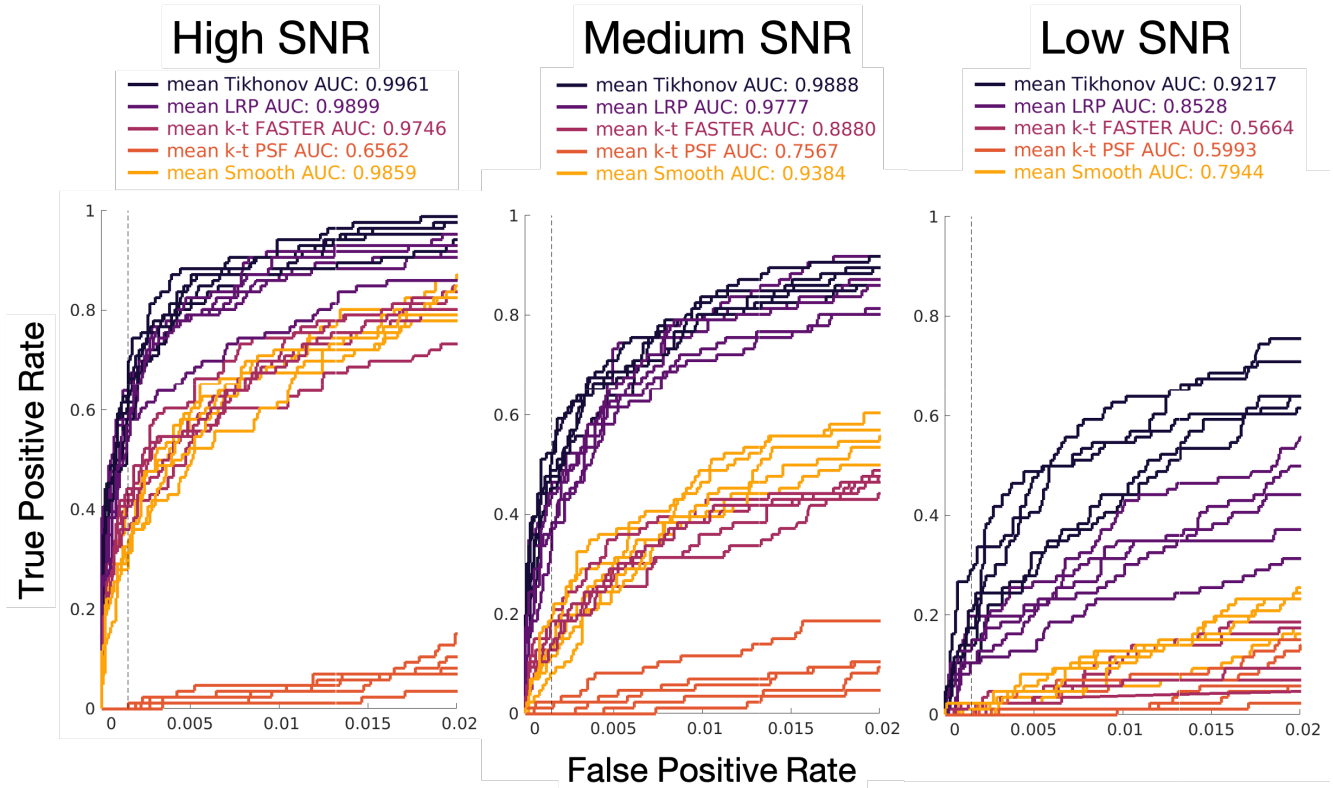 High SNR
mean Tikhonov AUC: 0.9961
mean LRP AUC: 0.9899
mean k-t FASTER AUC: 0.9746
mean k-t PSF AUC: 0.6562
mean Smooth AUC: 0.9859
Medium SNR
mean Tikhonov AUC: 0.9888
mean LRP AUC: 0.9777
mean k-t FASTER AUC: 0.8880
mean k-t PSF AUC: 0.7567
mean Smooth AUC: 0.9384
Low SNR
mean Tikhonov AUC: 0.9217
mean LRP AUC: 0.8528
mean k-t FASTER AUC: 0.5664
mean k-t PSF AUC: 0.5993
mean Smooth AUC: 0.7944
True Positive Rate
1
0.8
0.6
0.4
0.2
0
0 0.005 0.01 0.015 0.02
1
0.8
0.6
0.4
0.2
0
0 0.005 0.01 0.015 0.02
1
0.8
0.6
0.4
0.2
0
0 0.005 0.01 0.015 0.02
False Positive Rate